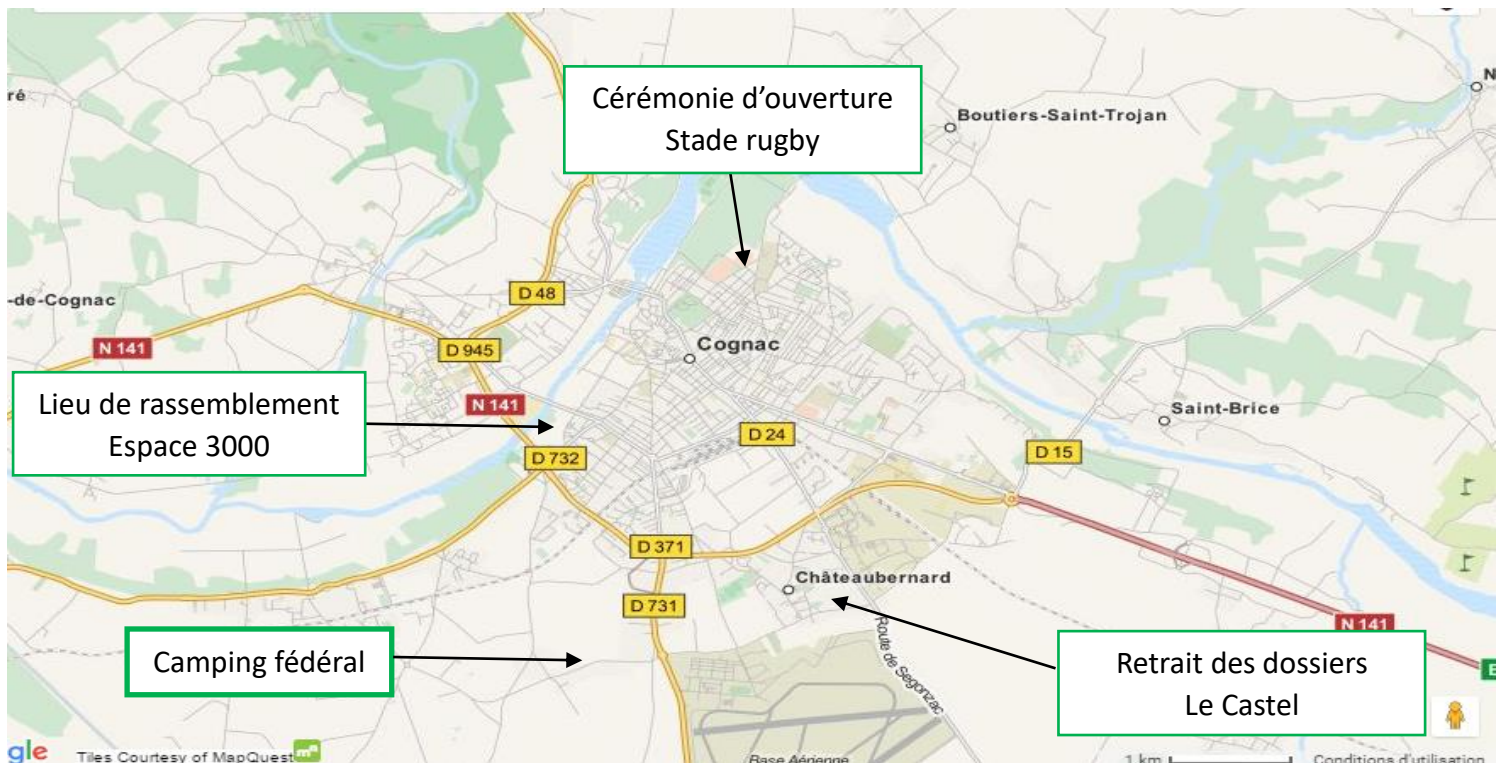 Cérémonie d’ouverture
Stade rugby
Boutiers-Saint-Trojan
N
ré
-de-Cognac
D 48
N 141
D 945
Cognac
Lieu de rassemblement
Espace 3000
N 141
D 24
Saint-Brice
D 732
D 15
D 371
Châteaubernard
D 731
N 141
Camping fédéral
Route de Segonzac
Retrait des dossiers
Le Castel
E
gle
Tiles Courtesy of MapQuest
Base Aérienne
1 km
Conditions d'utilisation